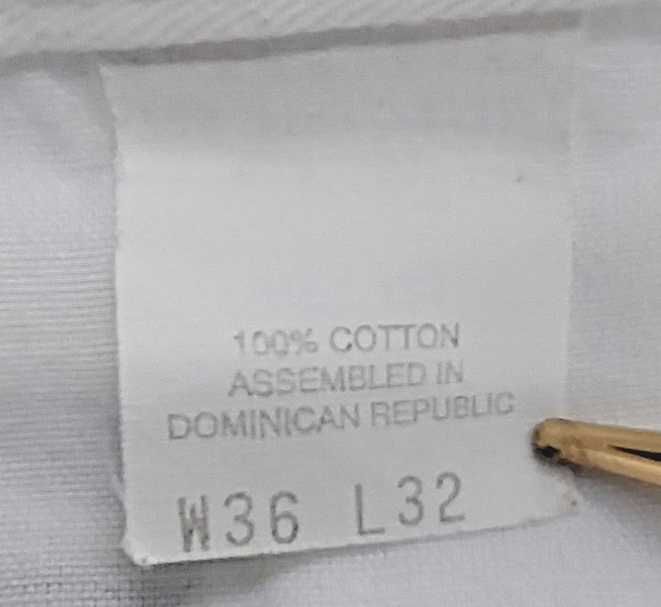 100% COTTON
ASSEMBLED IN
DOMINICAN REPUBLIC
W36 L32